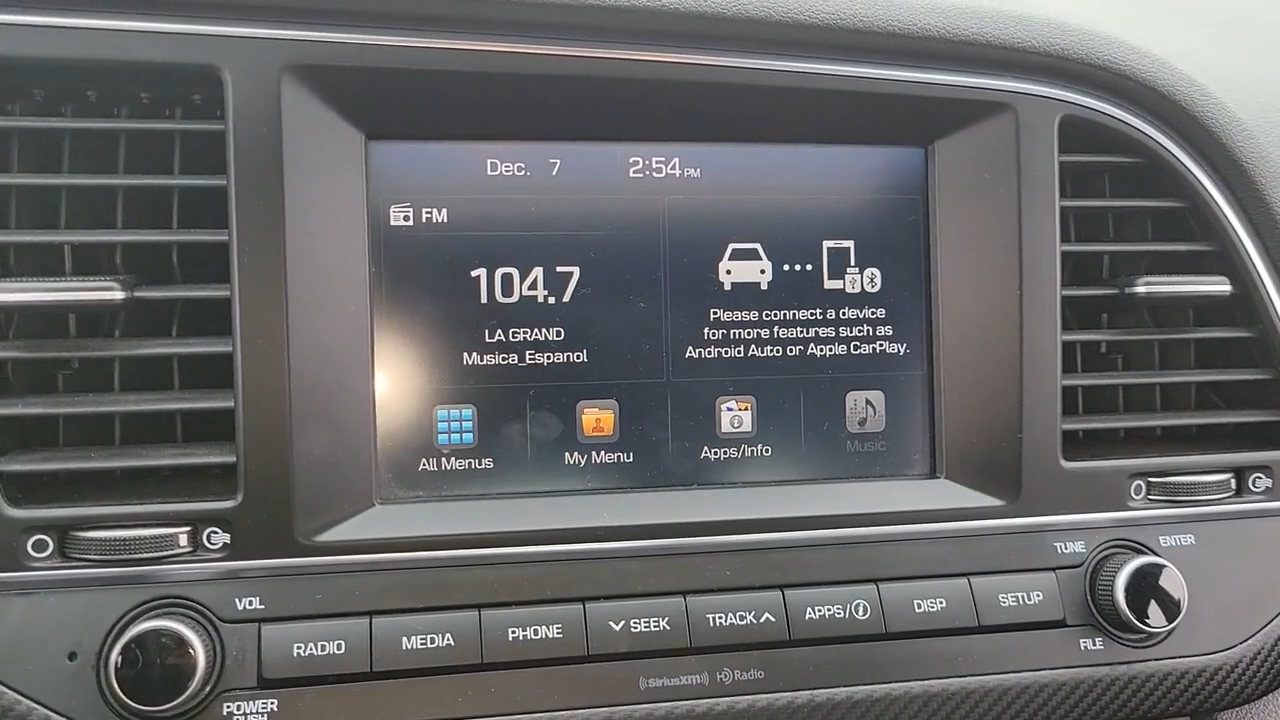 Dec. 7 2:54 PM
FM
104.7
LA GRAND
Musica_Espanol
Please connect a device
for more features such as
Android Auto or Apple CarPlay.
All Menus
My Menu
Apps/Info
Music
VOL
TUNE
ENTER
RADIO
MEDIA
PHONE
SEEK
TRACK
APPS/i
DISP
SETUP
FILE
POWER
PUSH
((SiriusXM)) HD Radio